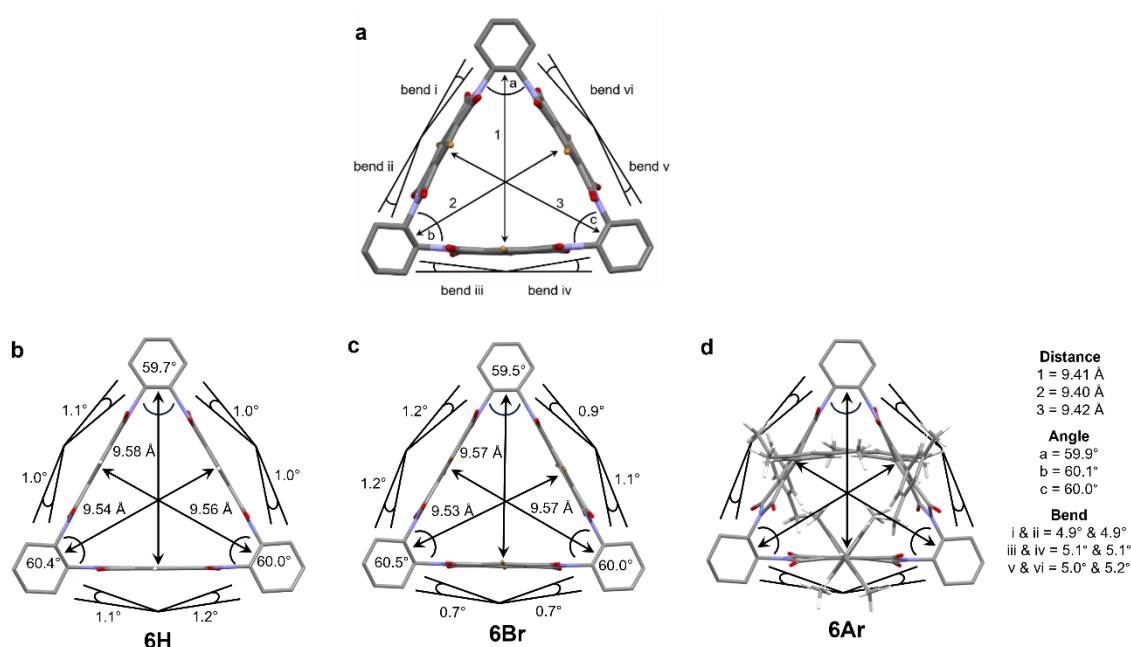 a
bend i
bend vi
a
1
bend ii
bend v
2
3
b
c
bend iii
bend iv
b
59.7°
1.1°
1.0°
9.58 Å
1.0°
1.0°
9.54 Å
9.56 Å
60.4°
60.0°
1.1°
1.2°
6H
c
59.5°
1.2°
0.9°
9.57 Å
1.2°
1.1°
9.53 Å
9.57 Å
60.5°
60.0°
0.7°
0.7°
6Br
d
6Ar
Distance
1 = 9.41 Å
2 = 9.40 Å
3 = 9.42 Å
Angle
a = 59.9°
b = 60.1°
c = 60.0°
Bend
i & ii = 4.9° & 4.9°
iii & iv = 5.1° & 5.1°
v & vi = 5.0° & 5.2°